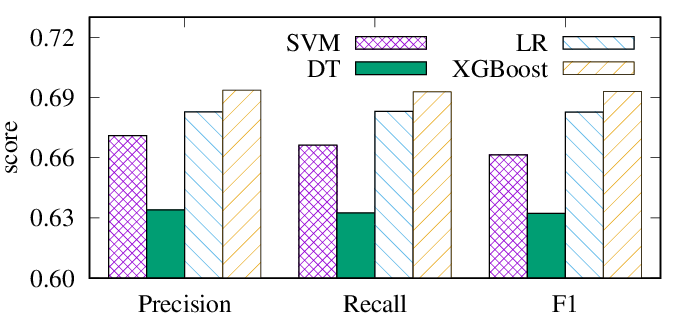 0.72
0.69
0.66
0.63
0.60
score
SVM
DT
LR
XGBoost
Precision
Recall
F1